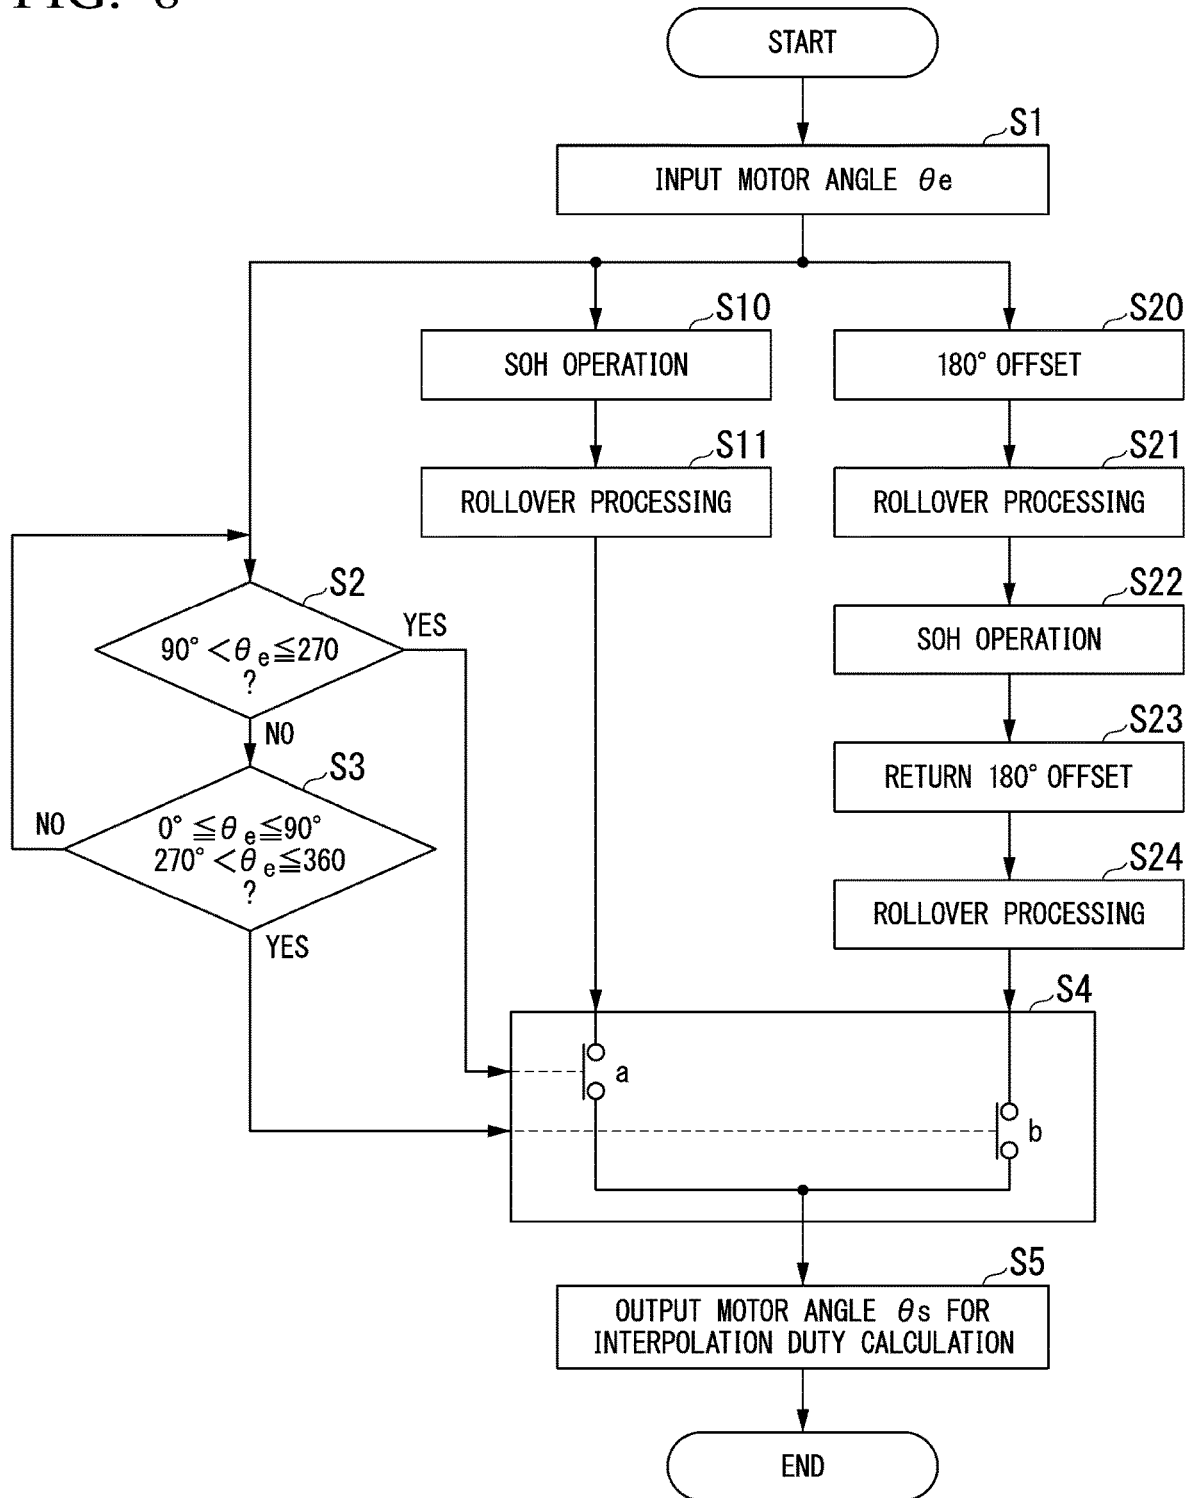 FIG. 8
START
S1
INPUT MOTOR ANGLE θe
S10
SOH OPERATION
S20
180° OFFSET
S11
ROLLOVER PROCESSING
S21
ROLLOVER PROCESSING
S2
90° <θe≦270
?
YES
NO
S22
SOH OPERATION
S3
0° ≦θe≦90°
270° <θe≦360
?
NO
YES
S23
RETURN 180° OFFSET
S24
ROLLOVER PROCESSING
S4
a
b
S5
OUTPUT MOTOR ANGLE θs FOR
INTERPOLATION DUTY CALCULATION
END